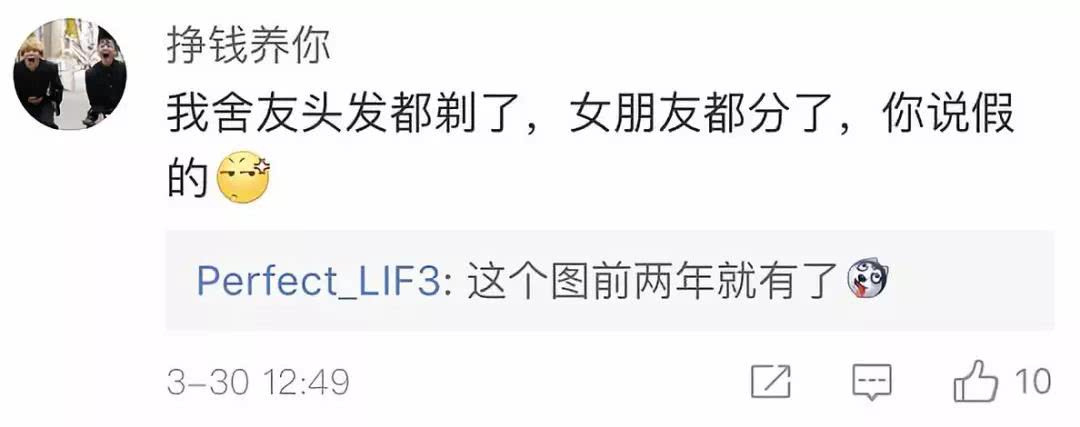 挣钱养你
我舍友头发都剃了，女朋友都分了，你说假
的
Perfect_LIF3: 这个图前两年就有了
3-30 12:49
10